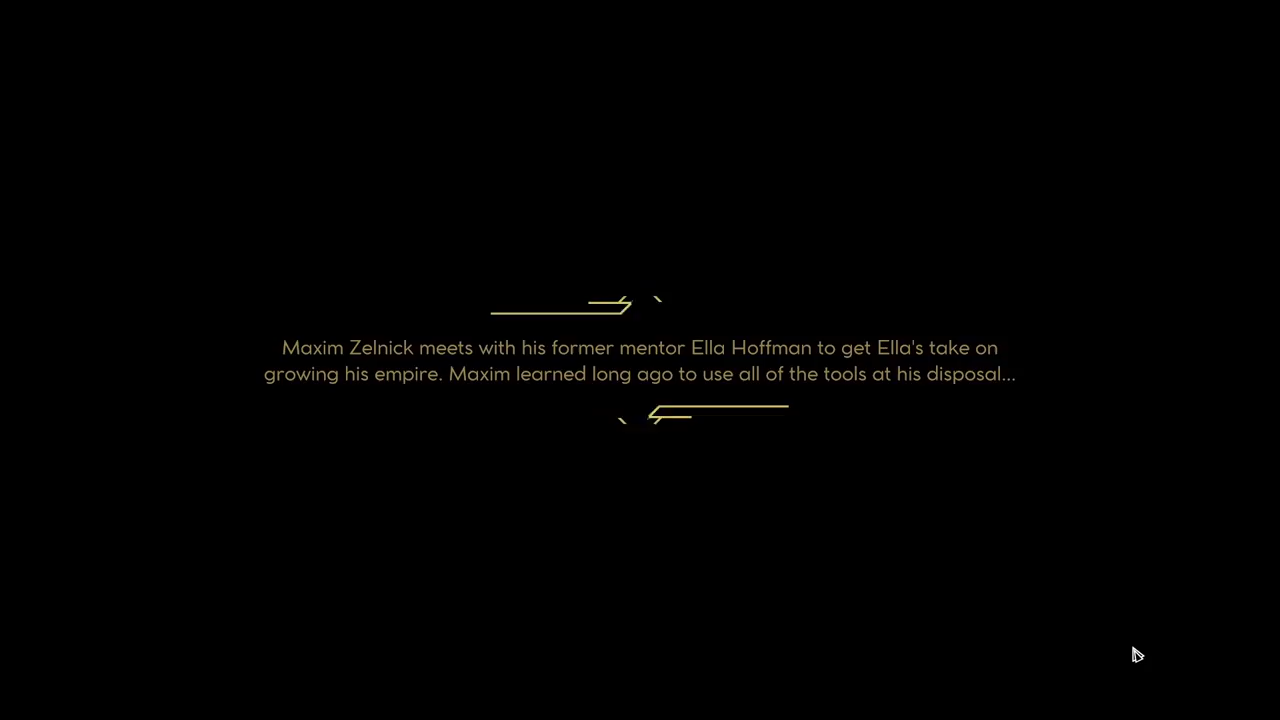 Maxim Zelnick meets with his former mentor Ella Hoffman to get Ella's take on
growing his empire. Maxim learned long ago to use all of the tools at his disposal...